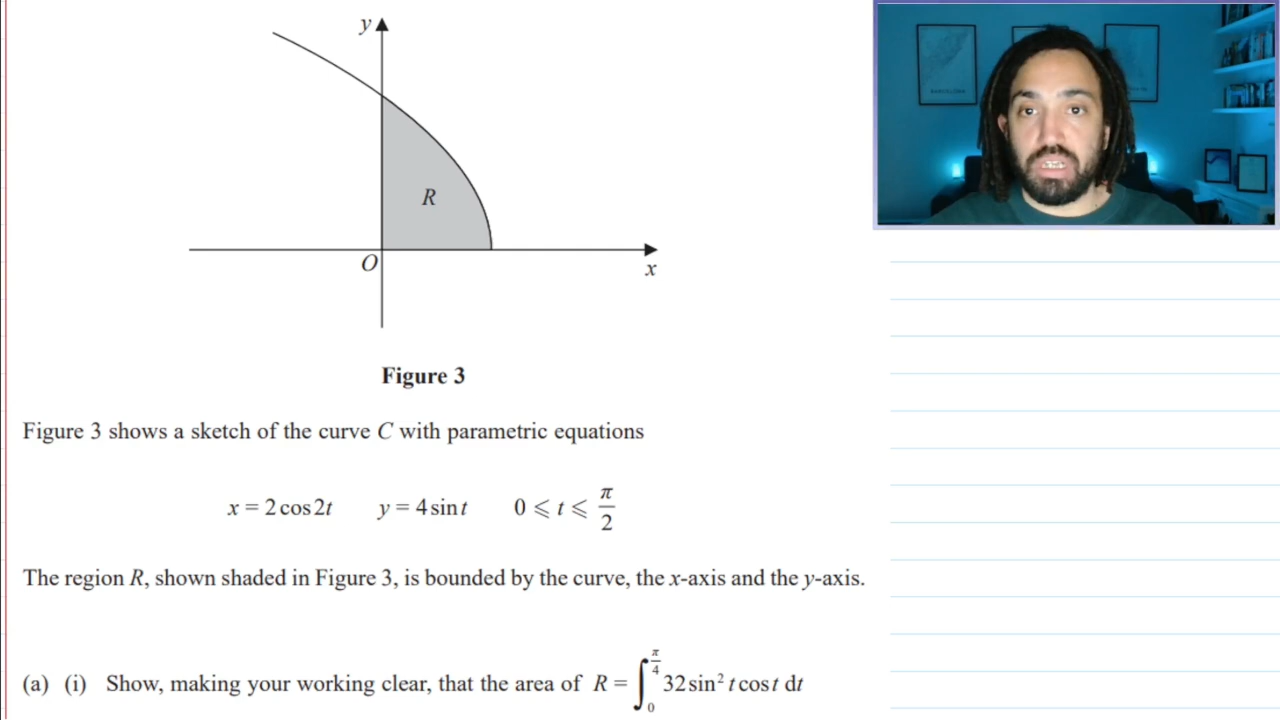 y
R
O
x
Figure 3
Figure 3 shows a sketch of the curve C with parametric equations
x = 2 cos 2t y = 4 sin t 0 ⩽ t ⩽ π/2
The region R, shown shaded in Figure 3, is bounded by the curve, the x-axis and the y-axis.
(a) (i) Show, making your working clear, that the area of R = ∫₀^(π/4) 32 sin² t cos t dt
BARCELONA